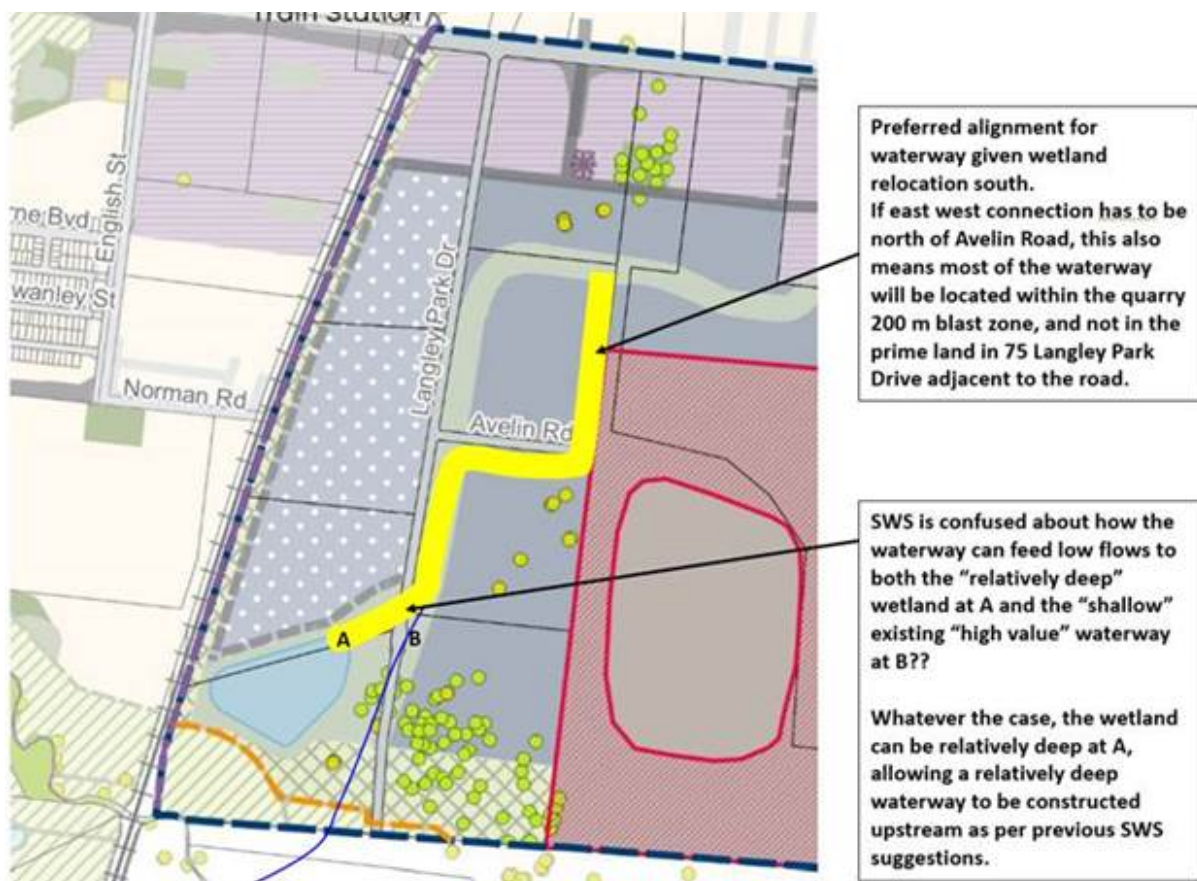 Train Station
English St
rne Bvd
wanley St
Norman Rd
Langley Park Dr
Avelin Rd
A
B
Preferred alignment for
waterway given wetland
relocation south.
If east west connection has to be
north of Avelin Road, this also
means most of the waterway
will be located within the quarry
200 m blast zone, and not in the
prime land in 75 Langley Park
Drive adjacent to the road.
SWS is confused about how the
waterway can feed low flows to
both the “relatively deep”
wetland at A and the “shallow”
existing “high value” waterway
at B??
Whatever the case, the wetland
can be relatively deep at A,
allowing a relatively deep
waterway to be constructed
upstream as per previous SWS
suggestions.